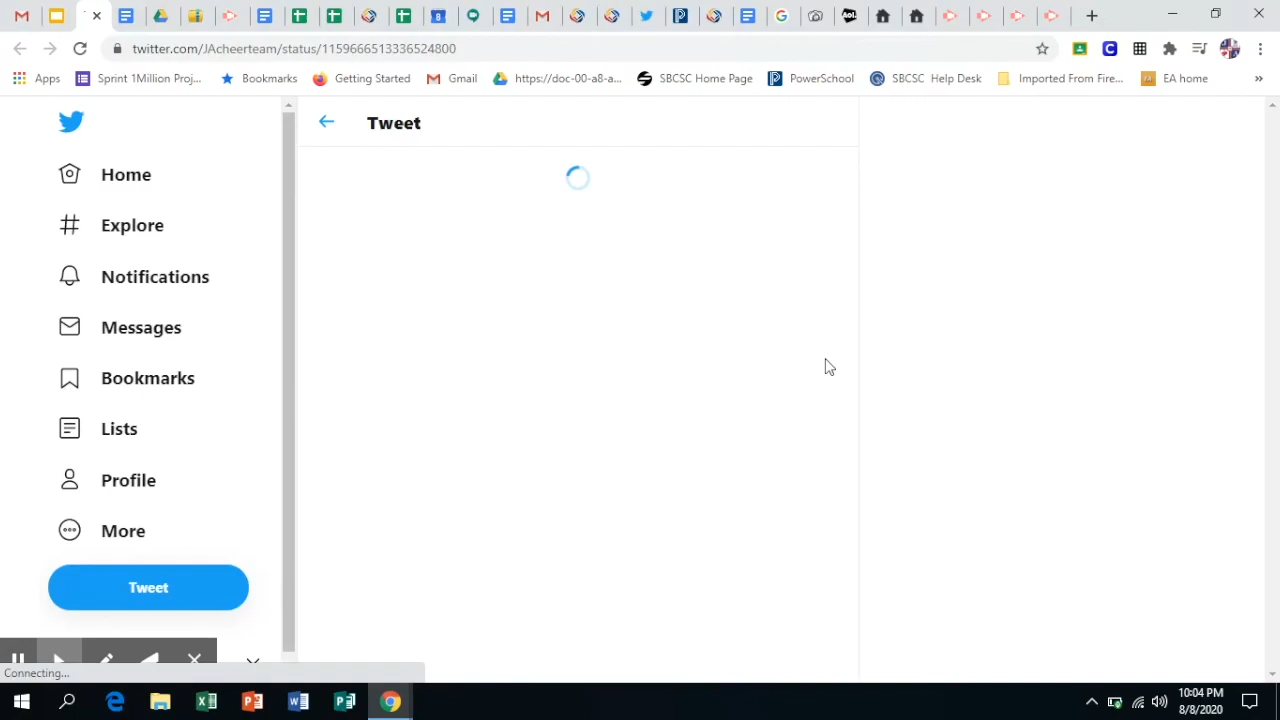 twitter.com/JAcheerteam/status/1159666513336524800
Apps
Sprint 1Million Proj...
Bookmarks
Getting Started
Gmail
https://doc-00-a8-a...
SBCSC Home Page
PowerSchool
SBCSC Help Desk
Imported From Fire...
EA home
»
Tweet
Home
Explore
Notifications
Messages
Bookmarks
Lists
Profile
More
Tweet
Connecting...
10:04 PM
8/8/2020